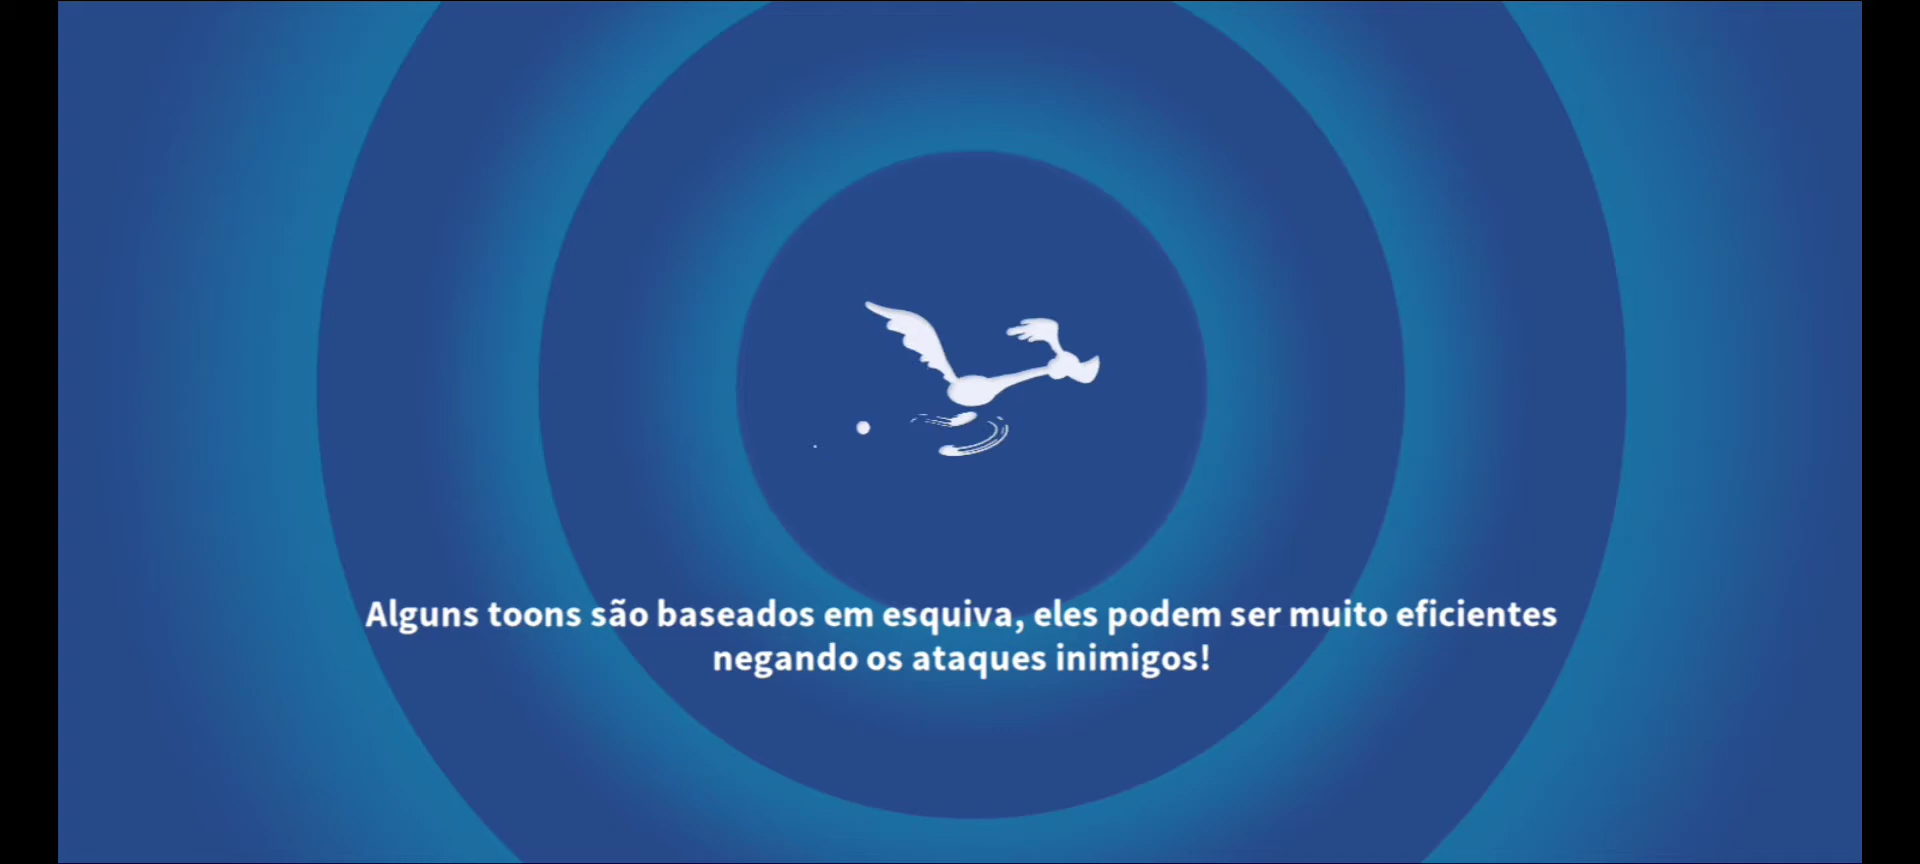 Alguns toons são baseados em esquiva, eles podem ser muito eficientes
negando os ataques inimigos!